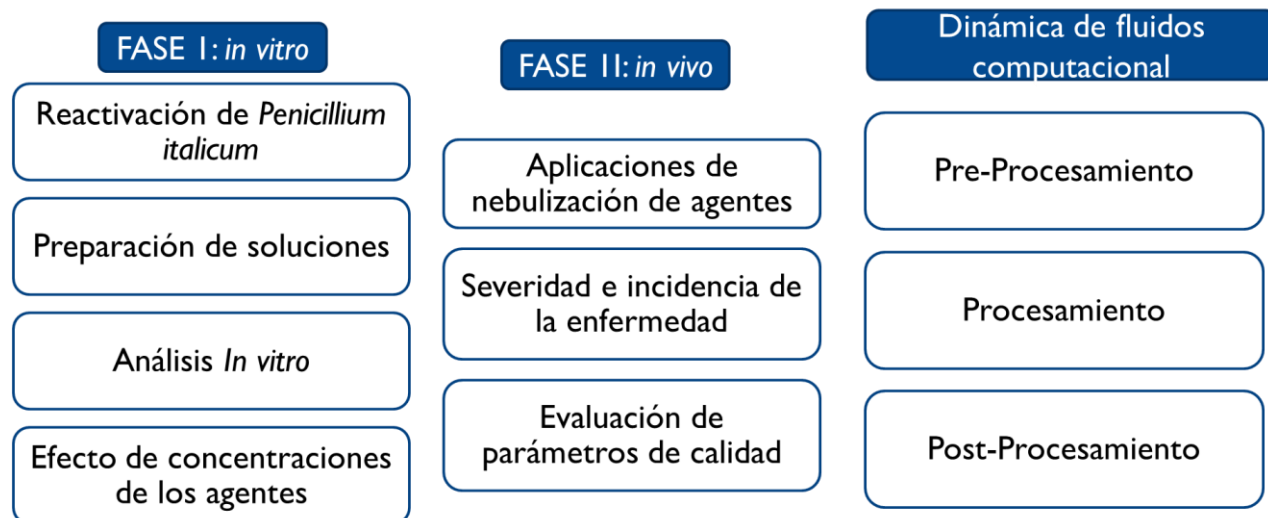 FASE I: in vitro
Reactivación de Penicillium
italicum
Preparación de soluciones
Análisis In vitro
Efecto de concentraciones
de los agentes
FASE 1I: in vivo
Aplicaciones de
nebulización de agentes
Severidad e incidencia de
la enfermedad
Evaluación de
parámetros de calidad
Dinámica de fluidos
computacional
Pre-Procesamiento
Procesamiento
Post-Procesamiento